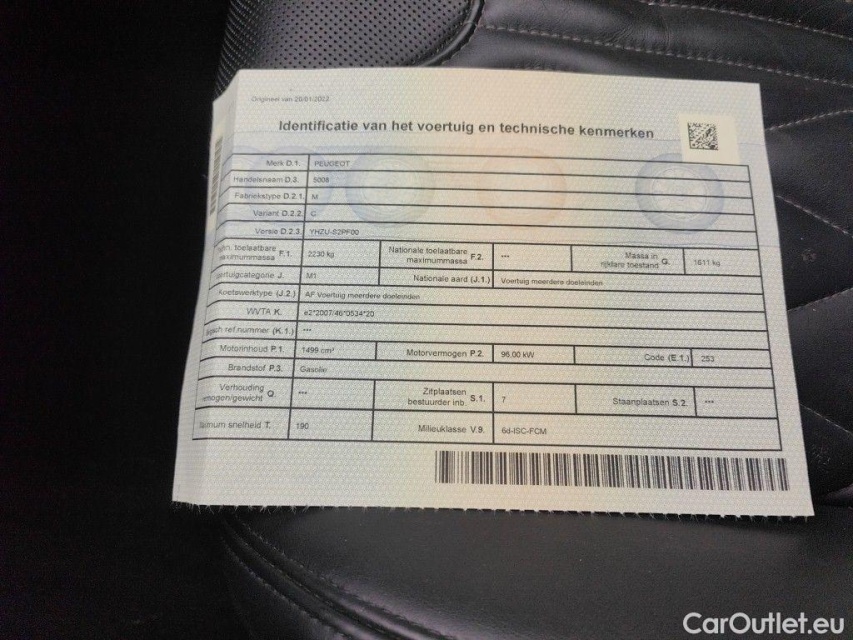 Origineel van 20/01/2022
Identificatie van het voertuig en technische kenmerken
Merk D.1. PEUGEOT
Handelsnaam D.3. 5008
Fabriekstype D.2.1. M
Variant D.2.2. C
Versie D.2.3. YHZU-S2PF00
toelaatbare F.1. 2230 kg Nationale toelaatbare maximummassa F.2. --- Massa in rijklare toestand G. 1611 kg
J. M1 Nationale aard (J.1.) Voertuig meerdere doeleinden
Koetswerktype (J.2.) AF Voertuig meerdere doeleinden
WVTA K. e2*2007/46*0534*20
ref.nummer (K.1.) ---
Motorinhoud P.1. 1499 cm³ Motorvermogen P.2. 96.00 kW Code (E.1.) 253
Brandstof P.3. Gasolie
Verhouding Q. --- Zitplaatsen bestuurder inb. S.1. 7 Staanplaatsen S.2. ---
snelheid T. 190 Milieuklasse V.9. 6d-ISC-FCM
CarOutlet.eu